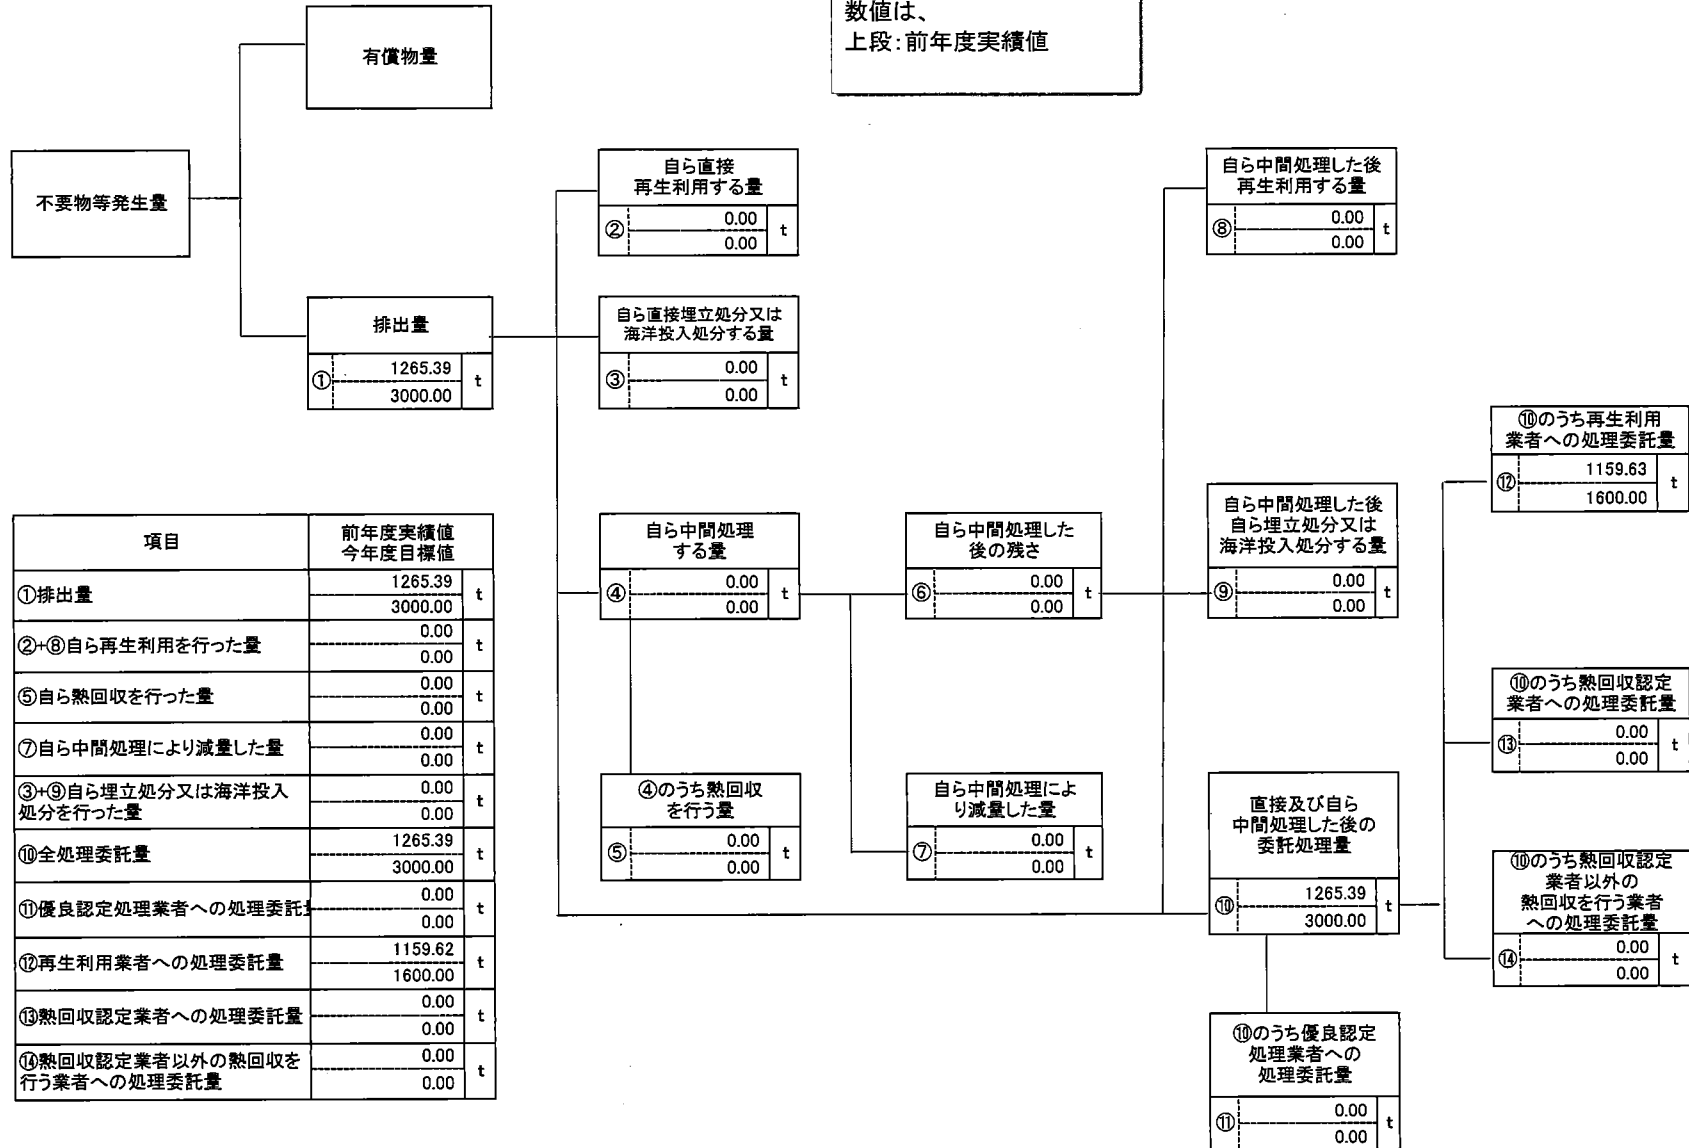 数値は、
上段:前年度実績値
有償物量
不要物等発生量
排出量
① 1265.39 t
3000.00
自ら直接
再生利用する量
② 0.00 t
0.00
自ら直接埋立処分又は
海洋投入処分する量
③ 0.00 t
0.00
自ら中間処理した後
再生利用する量
⑧ 0.00 t
0.00
⑩のうち再生利用
業者への処理委託量
⑫ 1159.63 t
1600.00
自ら中間処理
する量
④ 0.00 t
0.00
自ら中間処理した
後の残さ
⑥ 0.00 t
0.00
自ら中間処理した後
自ら埋立処分又は
海洋投入処分する量
⑨ 0.00 t
0.00
⑩のうち熱回収認定
業者への処理委託量
⑬ 0.00 t
0.00
④のうち熱回収
を行う量
⑤ 0.00 t
0.00
自ら中間処理によ
り減量した量
⑦ 0.00 t
0.00
直接及び自ら
中間処理した後の
委託処理量
⑩ 1265.39 t
3000.00
⑩のうち熱回収認定
業者以外の
熱回収を行う業者
への処理委託量
⑭ 0.00 t
0.00
⑩のうち優良認定
処理業者への
処理委託量
⑪ 0.00 t
0.00
項目 前年度実績値
今年度目標値
①排出量 1265.39 t
3000.00
②+⑧自ら再生利用を行った量 0.00 t
0.00
⑤自ら熱回収を行った量 0.00 t
0.00
⑦自ら中間処理により減量した量 0.00 t
0.00
③+⑨自ら埋立処分又は海洋投入
処分を行った量 0.00 t
0.00
⑩全処理委託量 1265.39 t
3000.00
⑪優良認定処理業者への処理委託 0.00 t
0.00
⑫再生利用業者への処理委託量 1159.62 t
1600.00
⑬熱回収認定業者への処理委託量 0.00 t
0.00
⑭熱回収認定業者以外の熱回収を
行う業者への処理委託量 0.00 t
0.00